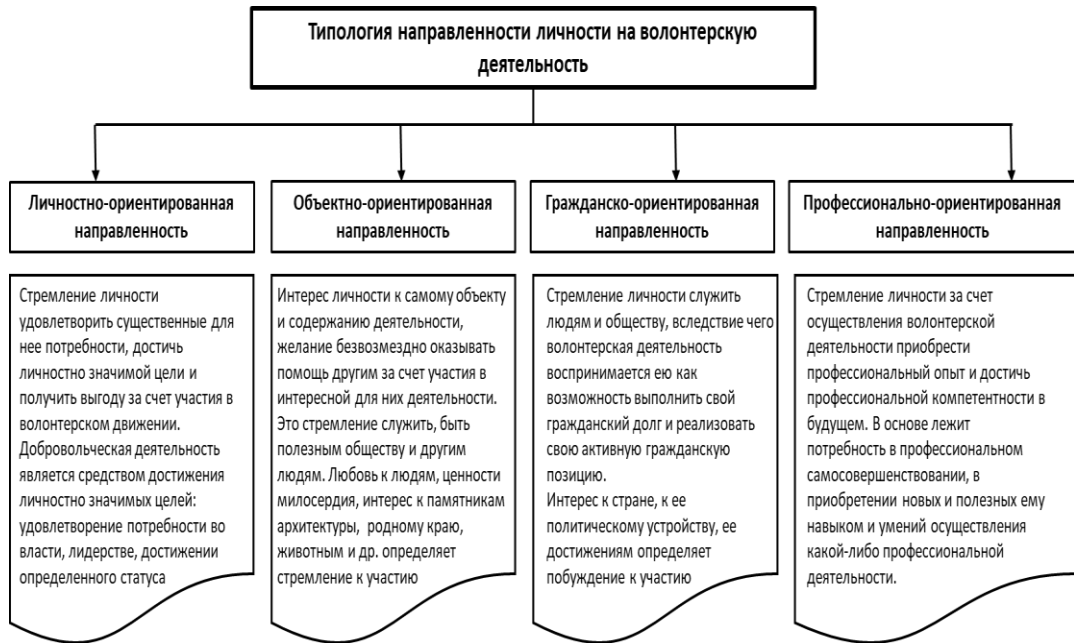 Типология направленности личности на волонтерскую
деятельность
Личностно-ориентированная
направленность
Объектно-ориентированная
направленность
Гражданско-ориентированная
направленность
Профессионально-ориентированная
направленность
Стремление личности
удовлетворить существенные для
нее потребности, достичь
личностно значимой цели и
получить выгоду за счет участия в
волонтерском движении.
Добровольческая деятельность
является средством достижения
личностно значимых целей:
удовлетворение потребности во
власти, лидерстве, достижении
определенного статуса
Интерес личности к самому объекту
и содержанию деятельности,
желание безвозмездно оказывать
помощь другим за счет участия в
интересной для них деятельности.
Это стремление служить, быть
полезным обществу и другим
людям. Любовь к людям, ценности
милосердия, интерес к памятникам
архитектуры, родному краю,
животным и др. определяет
стремление к участию
Стремление личности служить
людям и обществу, вследствие чего
волонтерская деятельность
воспринимается ею как
возможность выполнить свой
гражданский долг и реализовать
свою активную гражданскую
позицию.
Интерес к стране, к ее
политическому устройству, ее
достижениям определяет
побуждение к участию
Стремление личности за счет
осуществления волонтерской
деятельности приобрести
профессиональный опыт и достичь
профессиональной компетентности в
будущем. В основе лежит
потребность в профессиональном
самосовершенствовании, в
приобретении новых и полезных ему
навыком и умений осуществления
какой-либо профессиональной
деятельности.